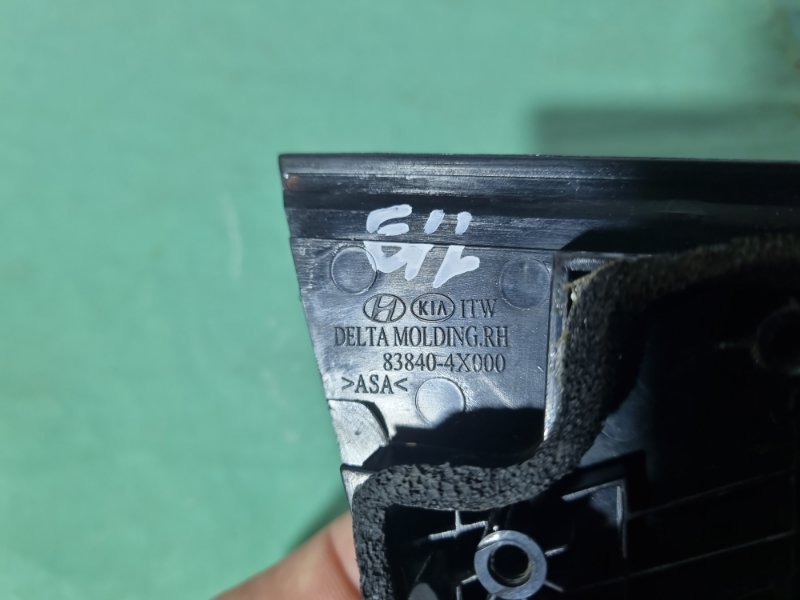 KIA ITW
DELTA MOLDING.RH
83840-4X000
>ASA<